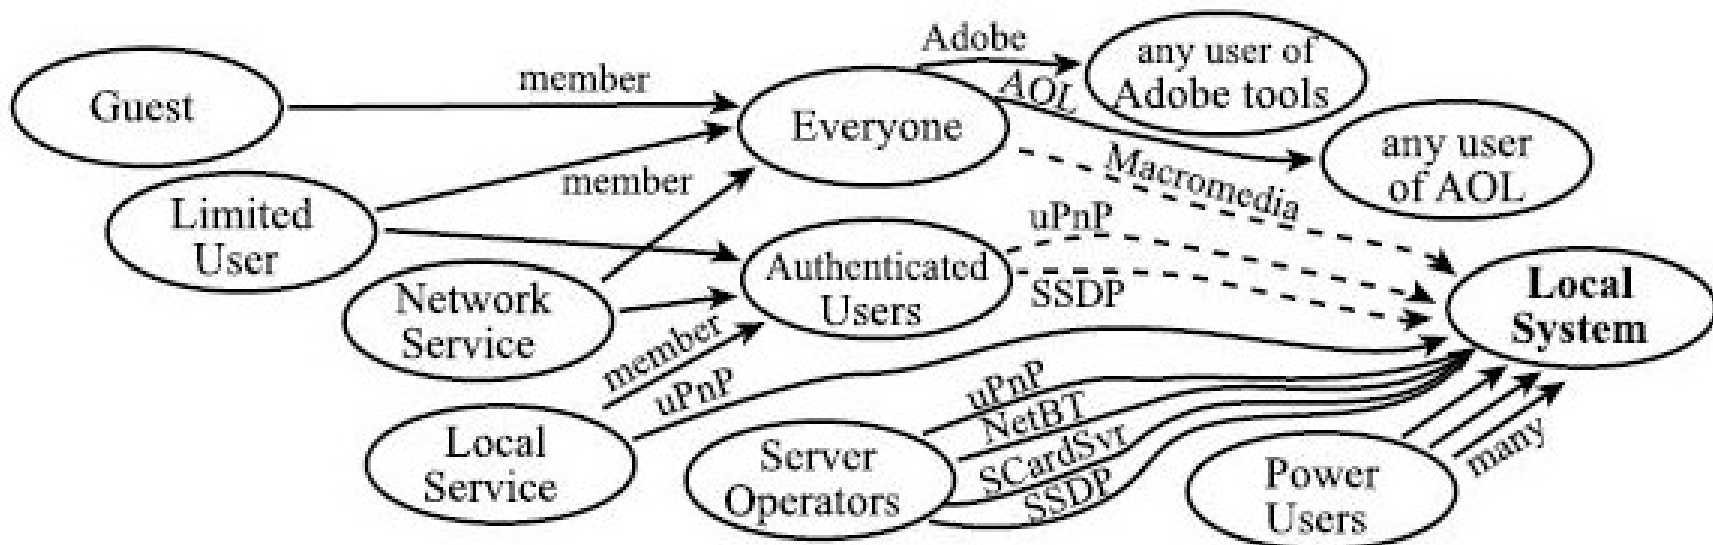 Guest
member
Limited
User
member
Network
Service
member
Local
Service
uPnP
Everyone
Adobe
AOL
any user of
Adobe tools
any user
of AOL
Macromedia
Authenticated
Users
uPnP
SSDP
Local
System
Server
Operators
uPnP
NetBT
SCardSvr
SSDP
Power
Users
many